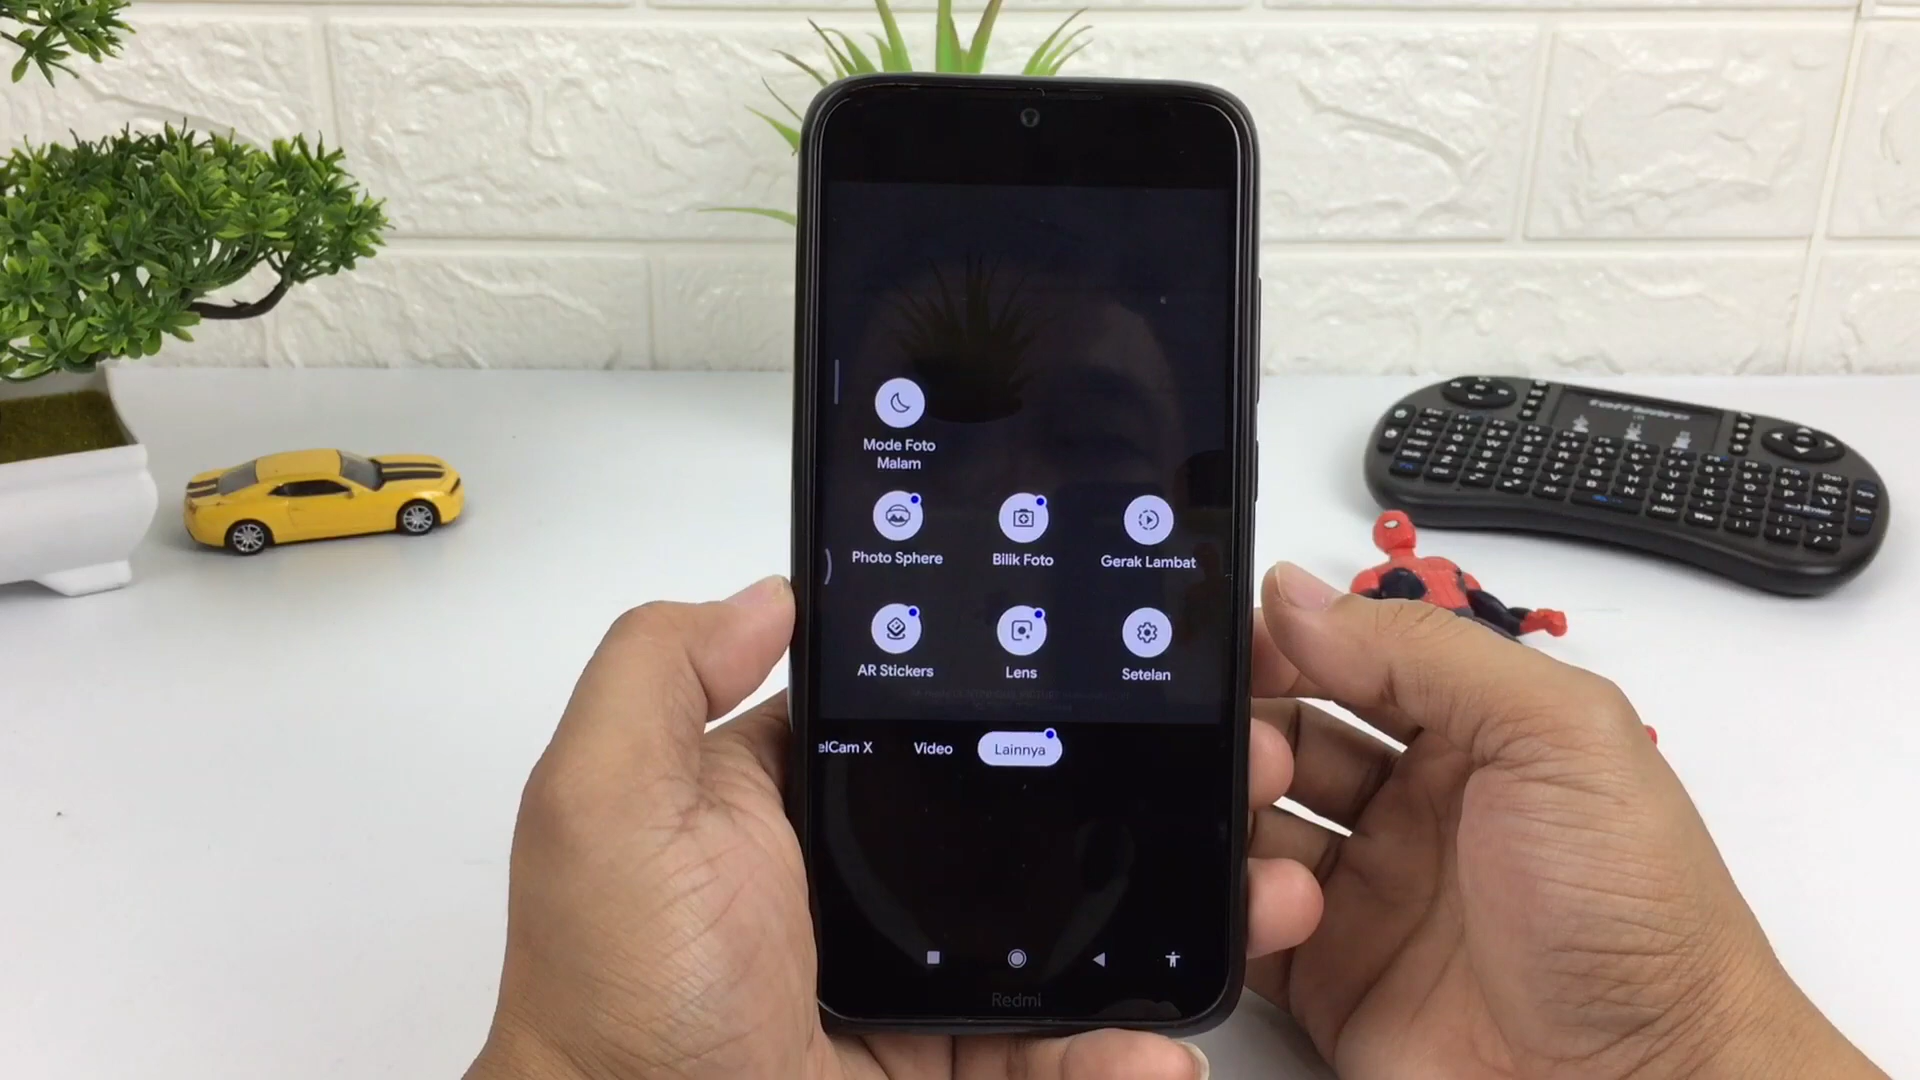 Mode Foto
Malam
Photo Sphere
Bilik Foto
Gerak Lambat
AR Stickers
Lens
Setelan
elCam X
Video
Lainnya
Redmi